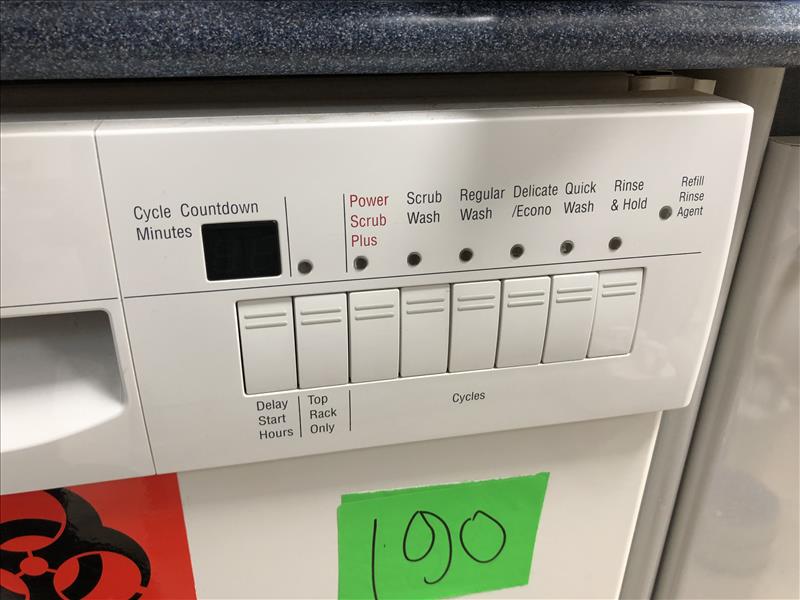 Cycle Countdown
Minutes
Power
Scrub
Plus
Scrub
Wash
Regular
Wash
Delicate
/Econo
Quick
Wash
Rinse
& Hold
Refill
Rinse
Agent
Delay
Start
Hours
Top
Rack
Only
Cycles
190